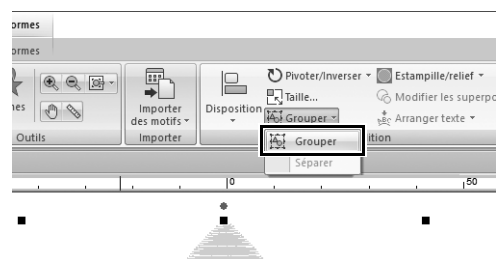 ormes
ormes
nes
Outils
Importer
des motifs
Importer
Disposition
Pivoter/Inverser
Taille...
Grouper
Estampille/relief
Modifier les superpo
Arranger texte
ition
Grouper
Séparer
0
50